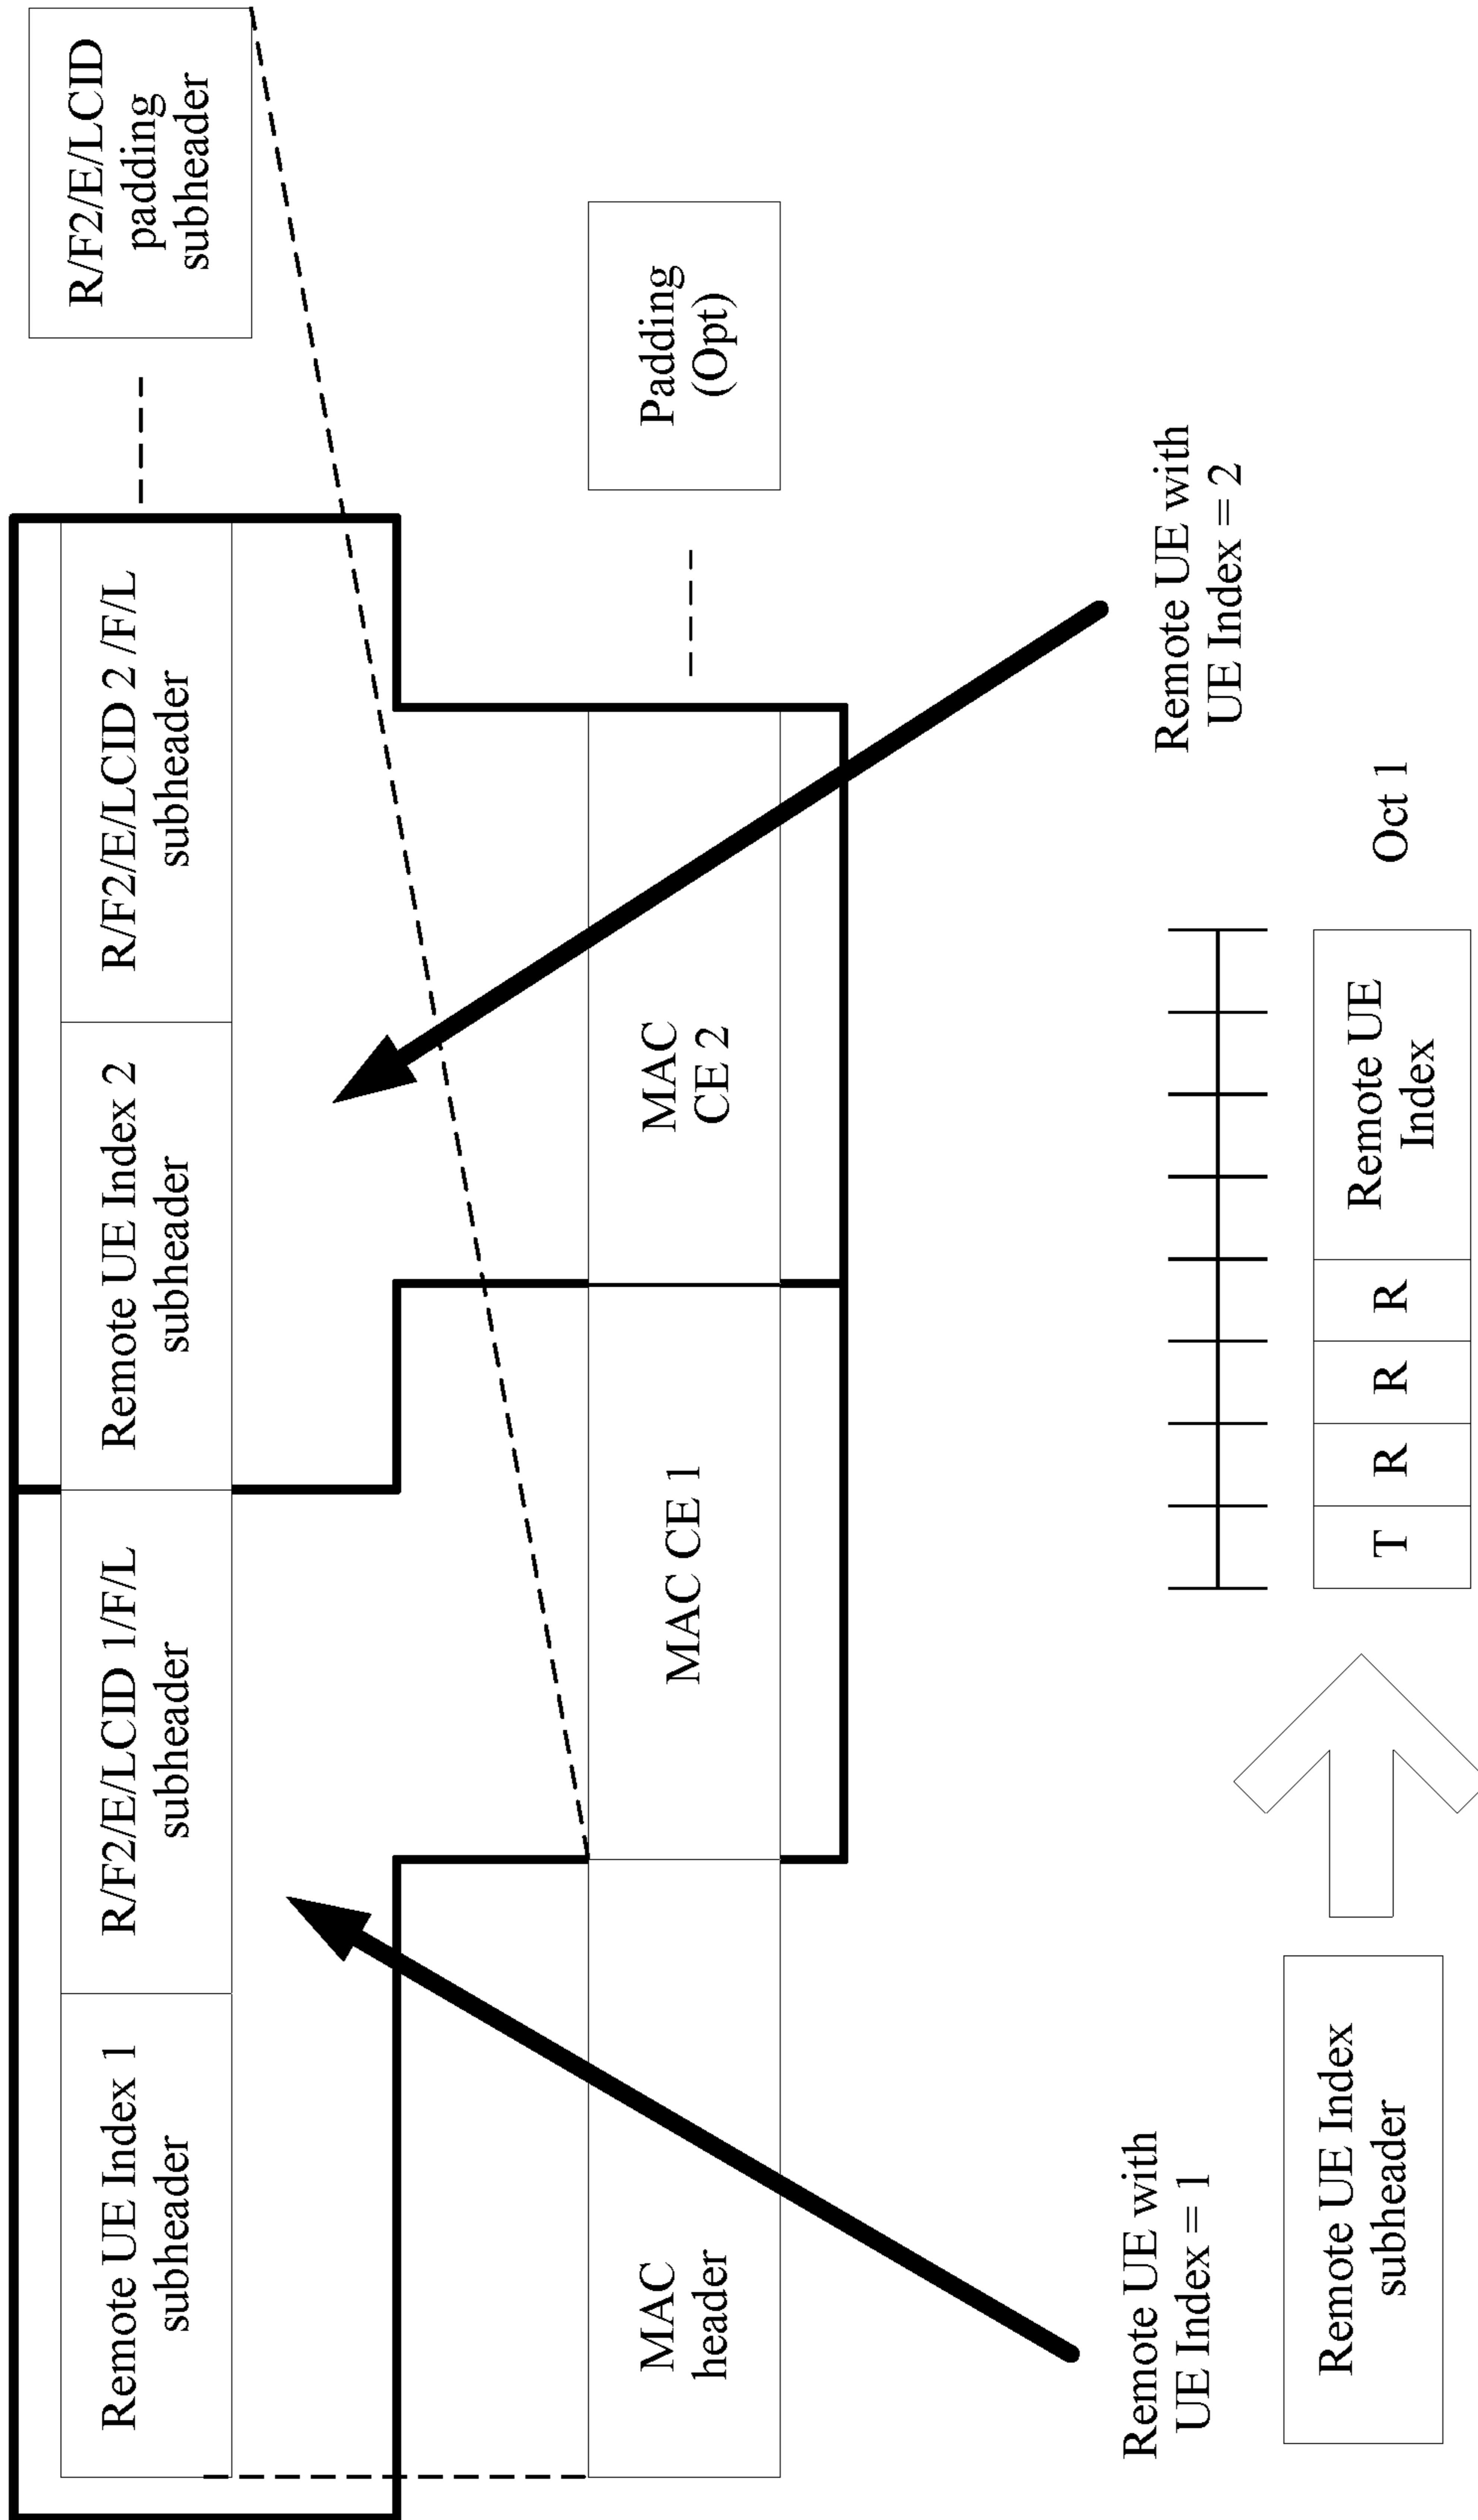 Remote UE Index 1
subheader
R/F2/E/LCID 1/F/L
subheader
Remote UE Index 2
subheader
R/F2/E/LCID 2 /F/L
subheader
R/F2/E/LCID
padding
subheader
MAC
header
MAC CE 1
MAC
CE 2
Padding
(Opt)
Remote UE with
UE Index = 1
Remote UE with
UE Index = 2
Remote UE Index
subheader
T
R
R
R
Remote UE
Index
Oct 1